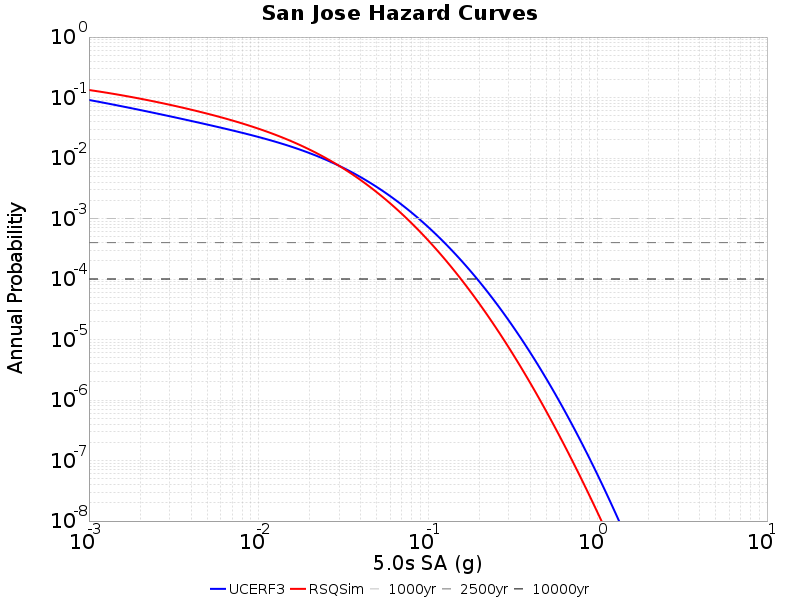 San Jose Hazard Curves
Annual Probabilitiy
10^0
10^-1
10^-2
10^-3
10^-4
10^-5
10^-6
10^-7
10^-8
10^-3 10^-2 10^-1 10^0 10^1
5.0s SA (g)
UCERF3 RSQSim 1000yr 2500yr 10000yr